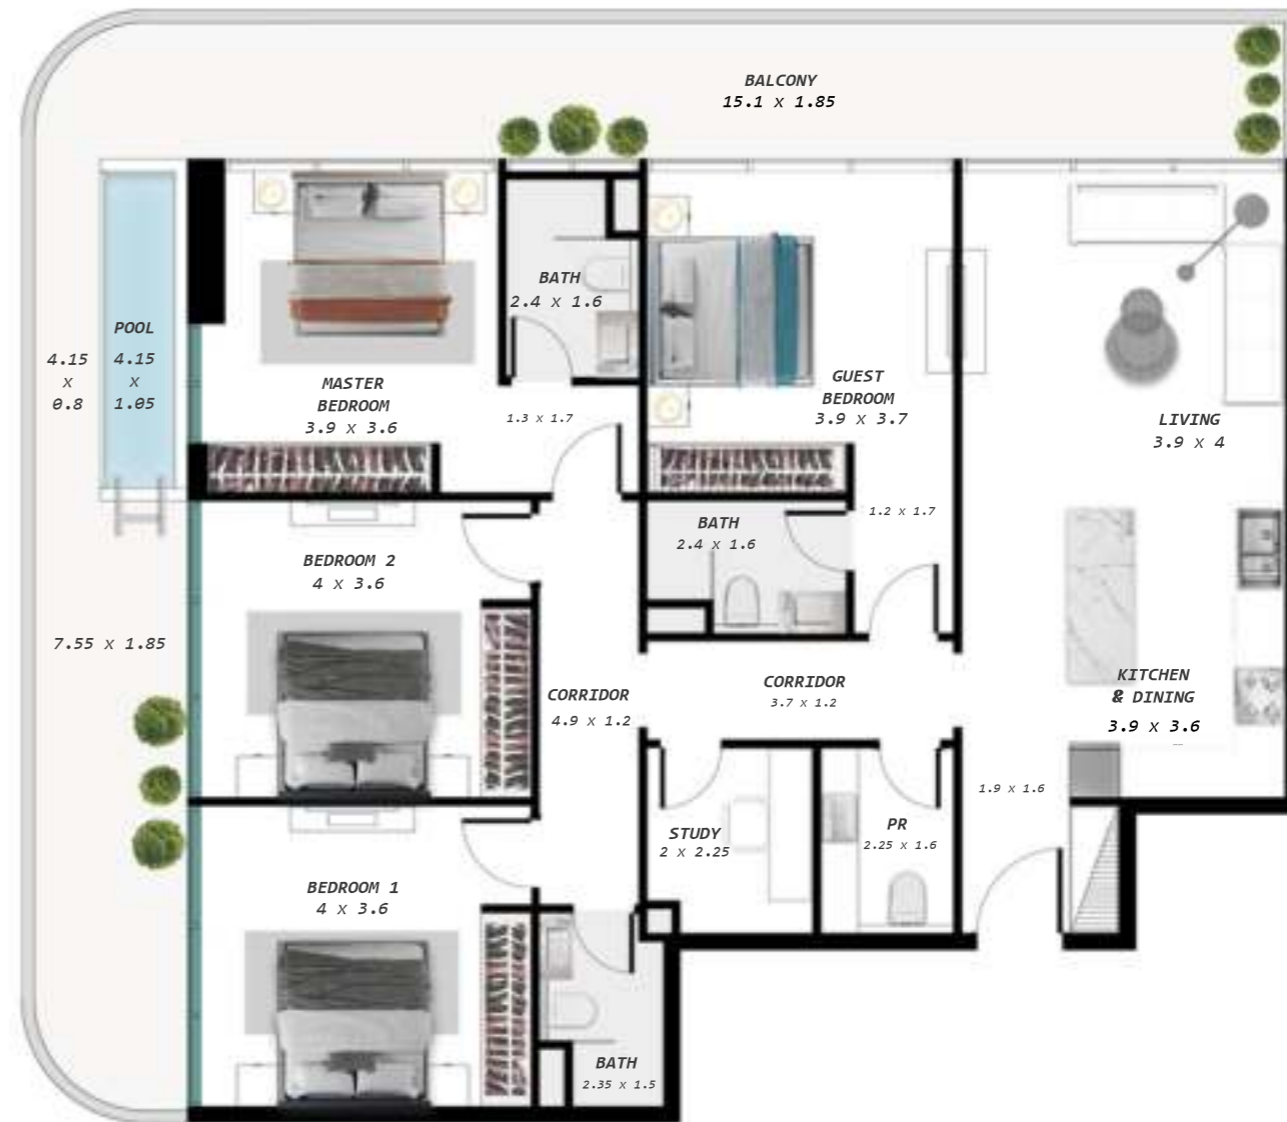 BALCONY
15.1 x 1.85
POOL
4.15
x
0.8
4.15
x
1.05
MASTER
BEDROOM
3.9 x 3.6
BATH
2.4 x 1.6
1.3 x 1.7
GUEST
BEDROOM
3.9 x 3.7
LIVING
3.9 x 4
BATH
2.4 x 1.6
1.2 x 1.7
BEDROOM 2
4 x 3.6
7.55 x 1.85
CORRIDOR
4.9 x 1.2
CORRIDOR
3.7 x 1.2
KITCHEN
& DINING
3.9 x 3.6
1.9 x 1.6
STUDY
2 x 2.25
PR
2.25 x 1.6
BEDROOM 1
4 x 3.6
BATH
2.35 x 1.5